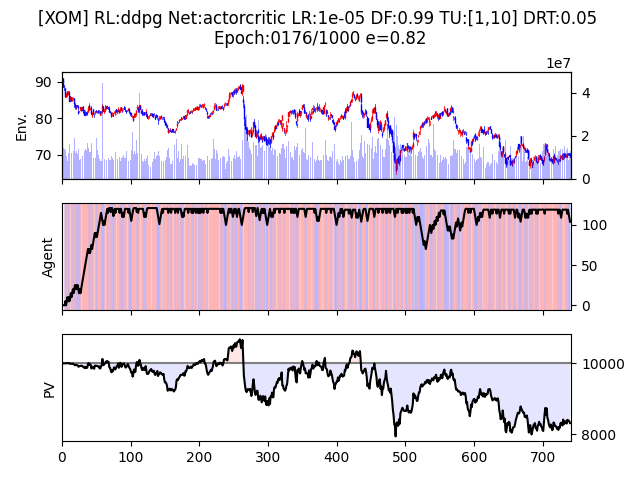 [XOM] RL:ddpg Net:actorcritic LR:1e-05 DF:0.99 TU:[1,10] DRT:0.05
Epoch:0176/1000 e=0.82
1e7
90
80
70
Env.
4
2
0
Agent
100
50
0
PV
10000
8000
0 100 200 300 400 500 600 700